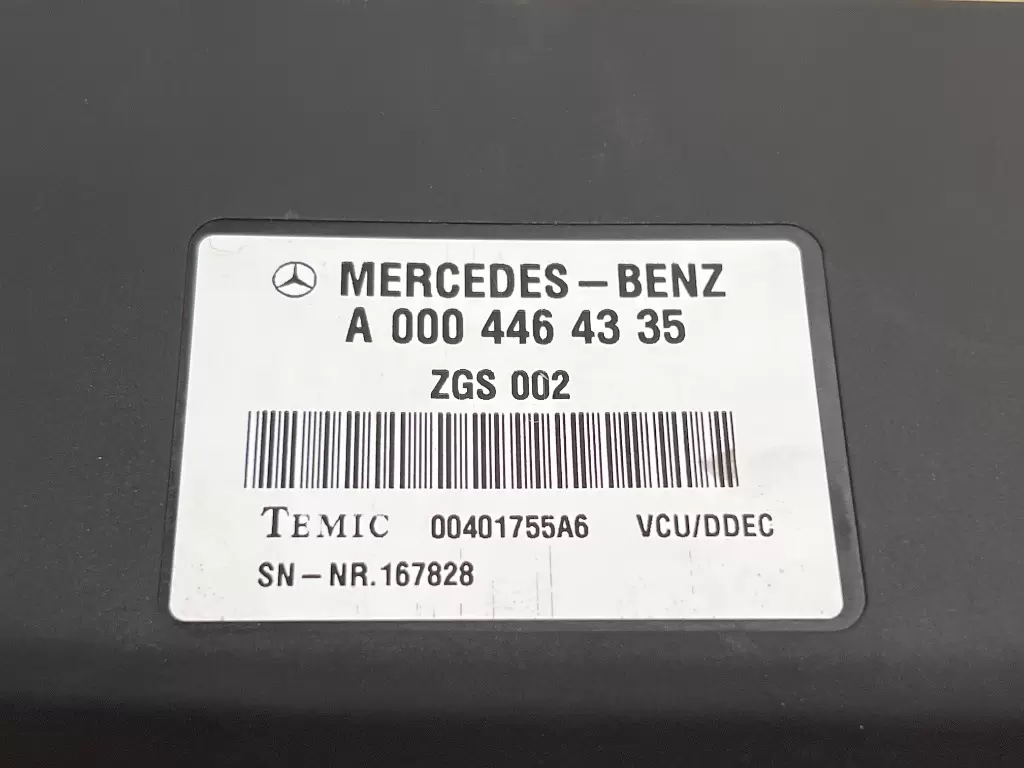 MERCEDES-BENZ
A 000 446 43 35
ZGS 002
TEMIC 00401755A6 VCU/DDEC
SN-NR.167828